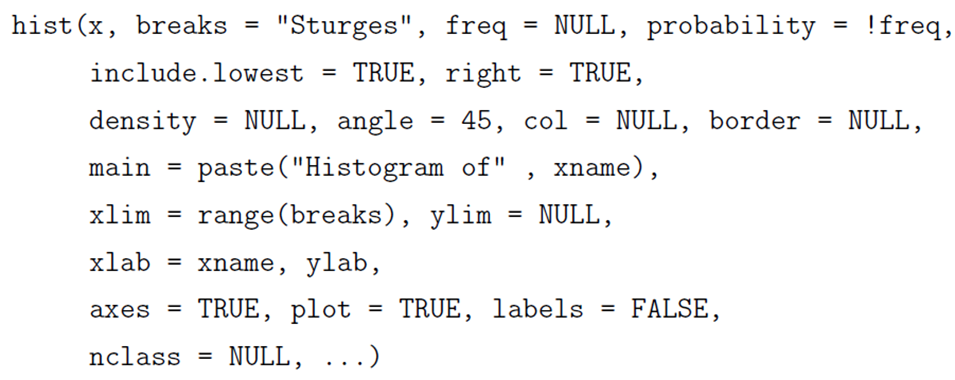 hist(x, breaks = "Sturges", freq = NULL, probability = !freq,
include.lowest = TRUE, right = TRUE,
density = NULL, angle = 45, col = NULL, border = NULL,
main = paste("Histogram of" , xname),
xlim = range(breaks), ylim = NULL,
xlab = xname, ylab,
axes = TRUE, plot = TRUE, labels = FALSE,
nclass = NULL, ...)